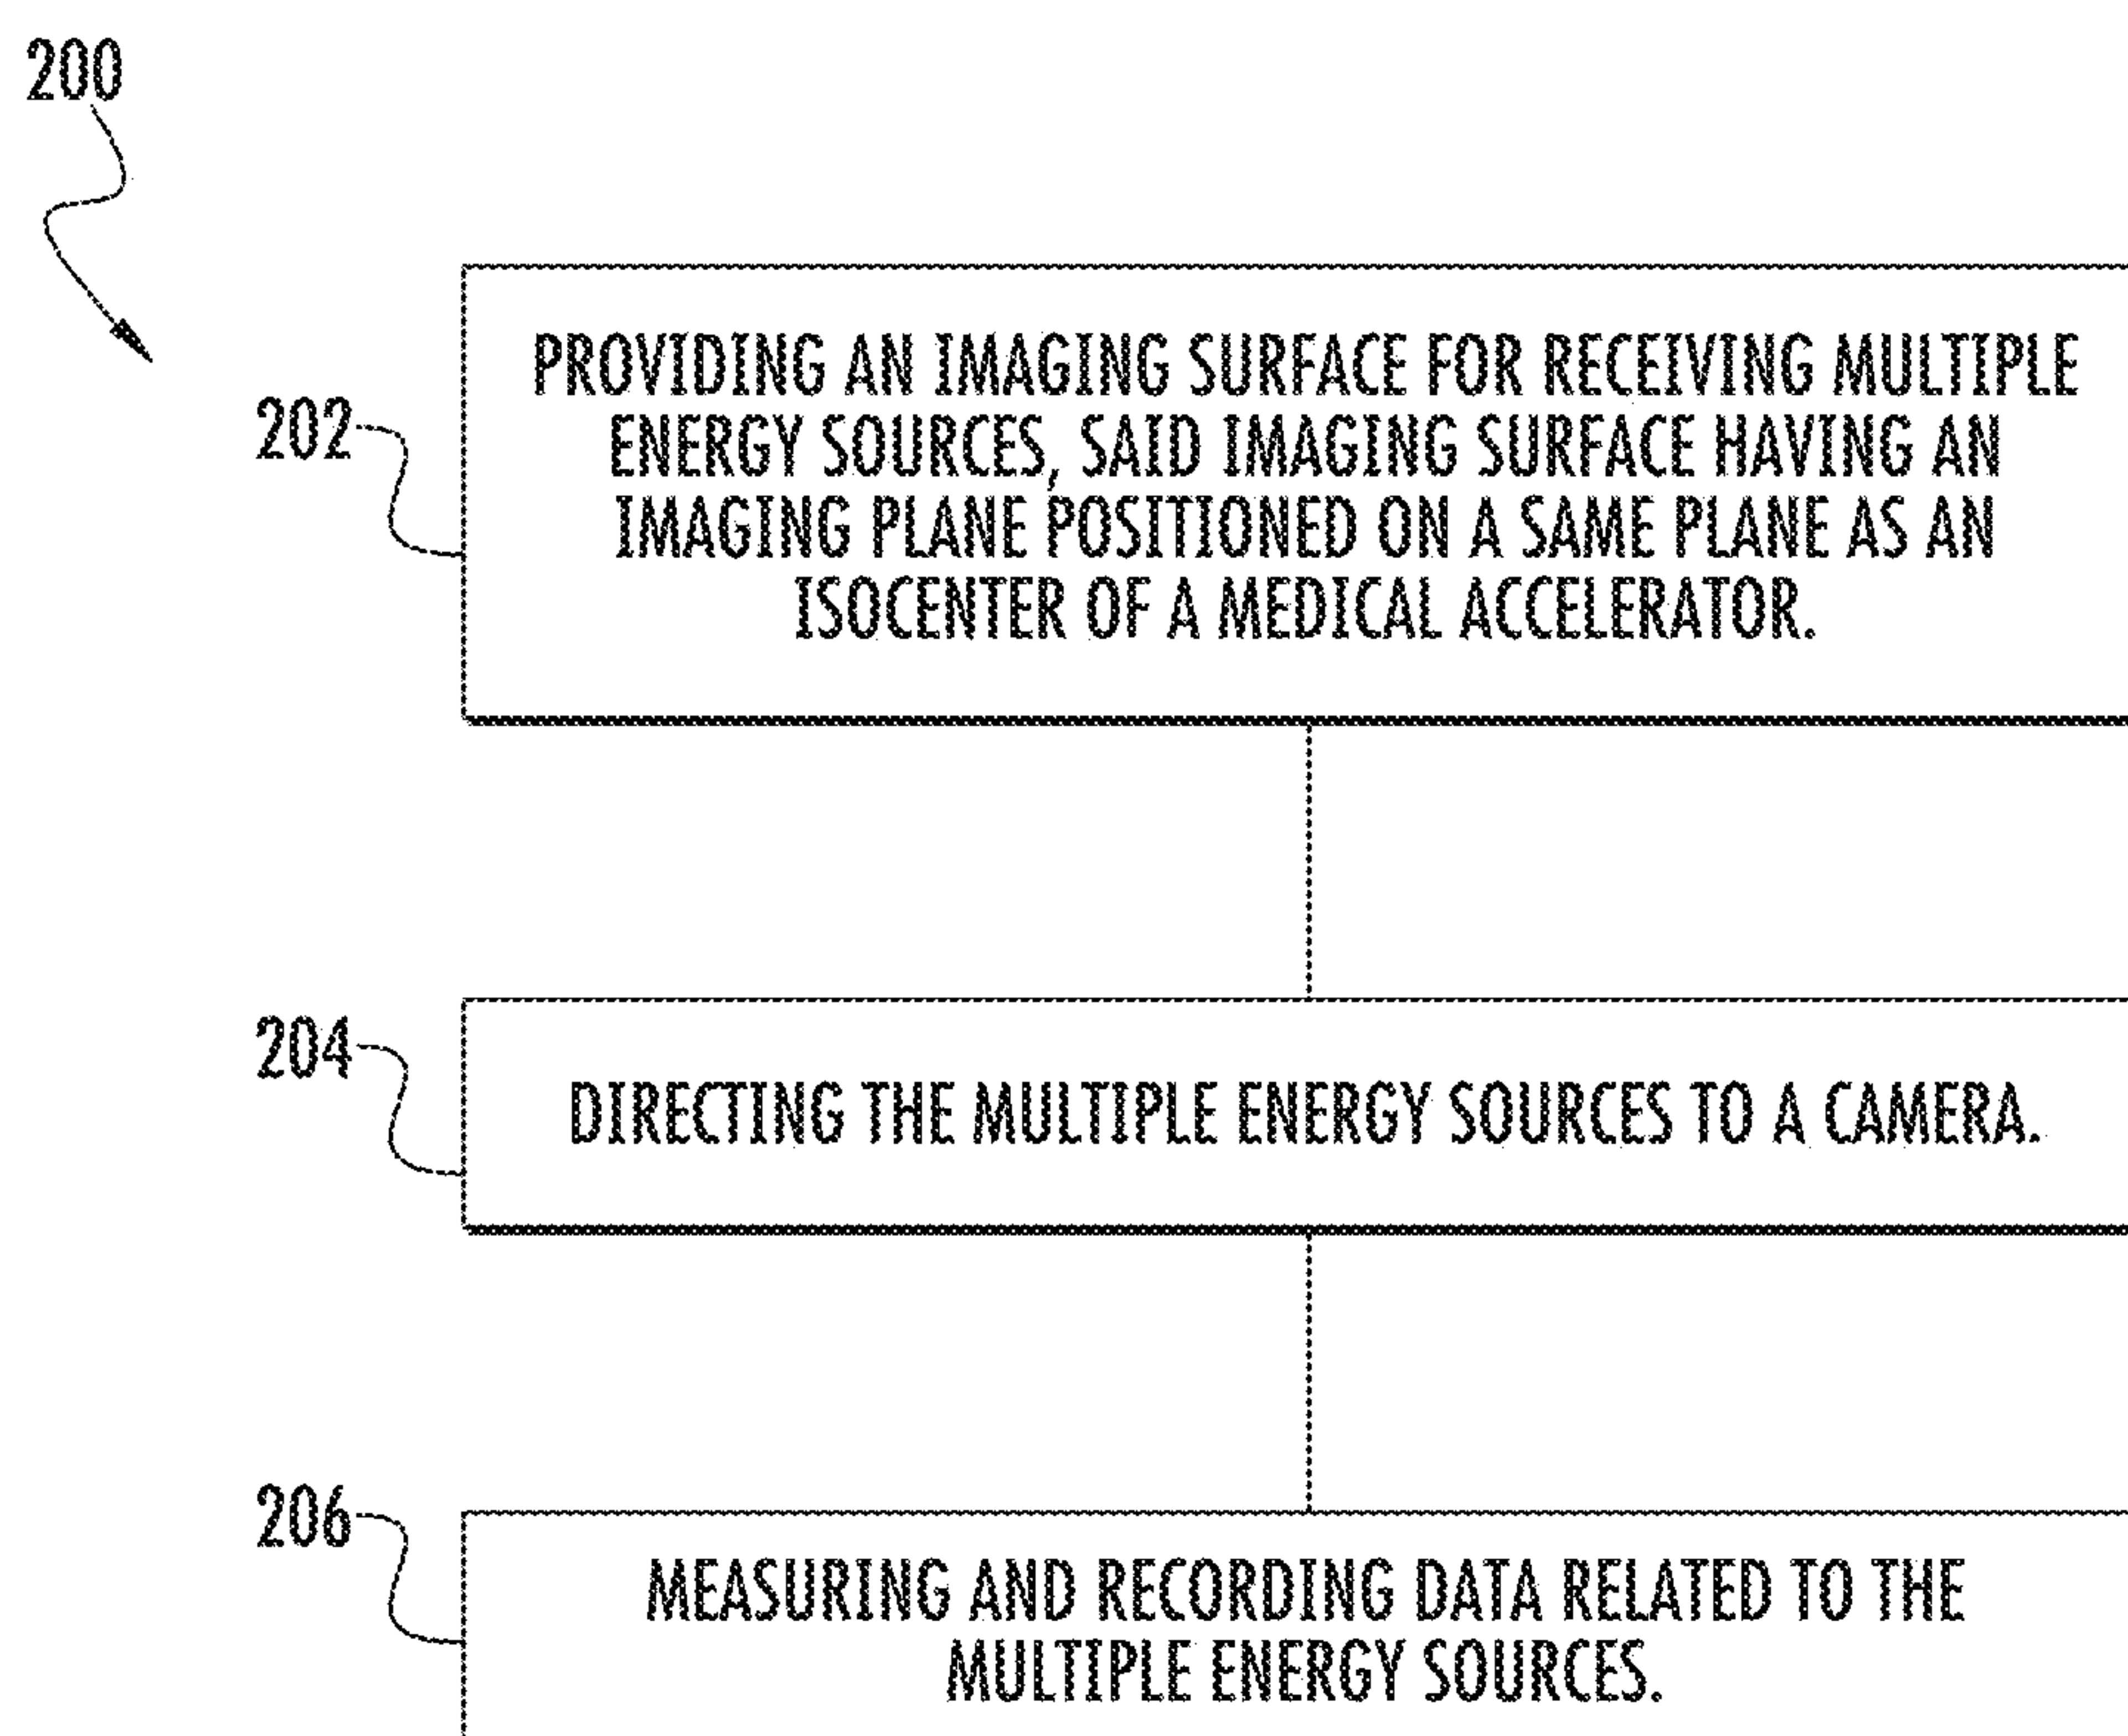 200
202
PROVIDING AN IMAGING SURFACE FOR RECEIVING MULTIPLE
ENERGY SOURCES, SAID IMAGING SURFACE HAVING AN
IMAGING PLANE POSITIONED ON A SAME PLANE AS AN
ISOCENTER OF A MEDICAL ACCELERATOR.
204
DIRECTING THE MULTIPLE ENERGY SOURCES TO A CAMERA.
206
MEASURING AND RECORDING DATA RELATED TO THE
MULTIPLE ENERGY SOURCES.